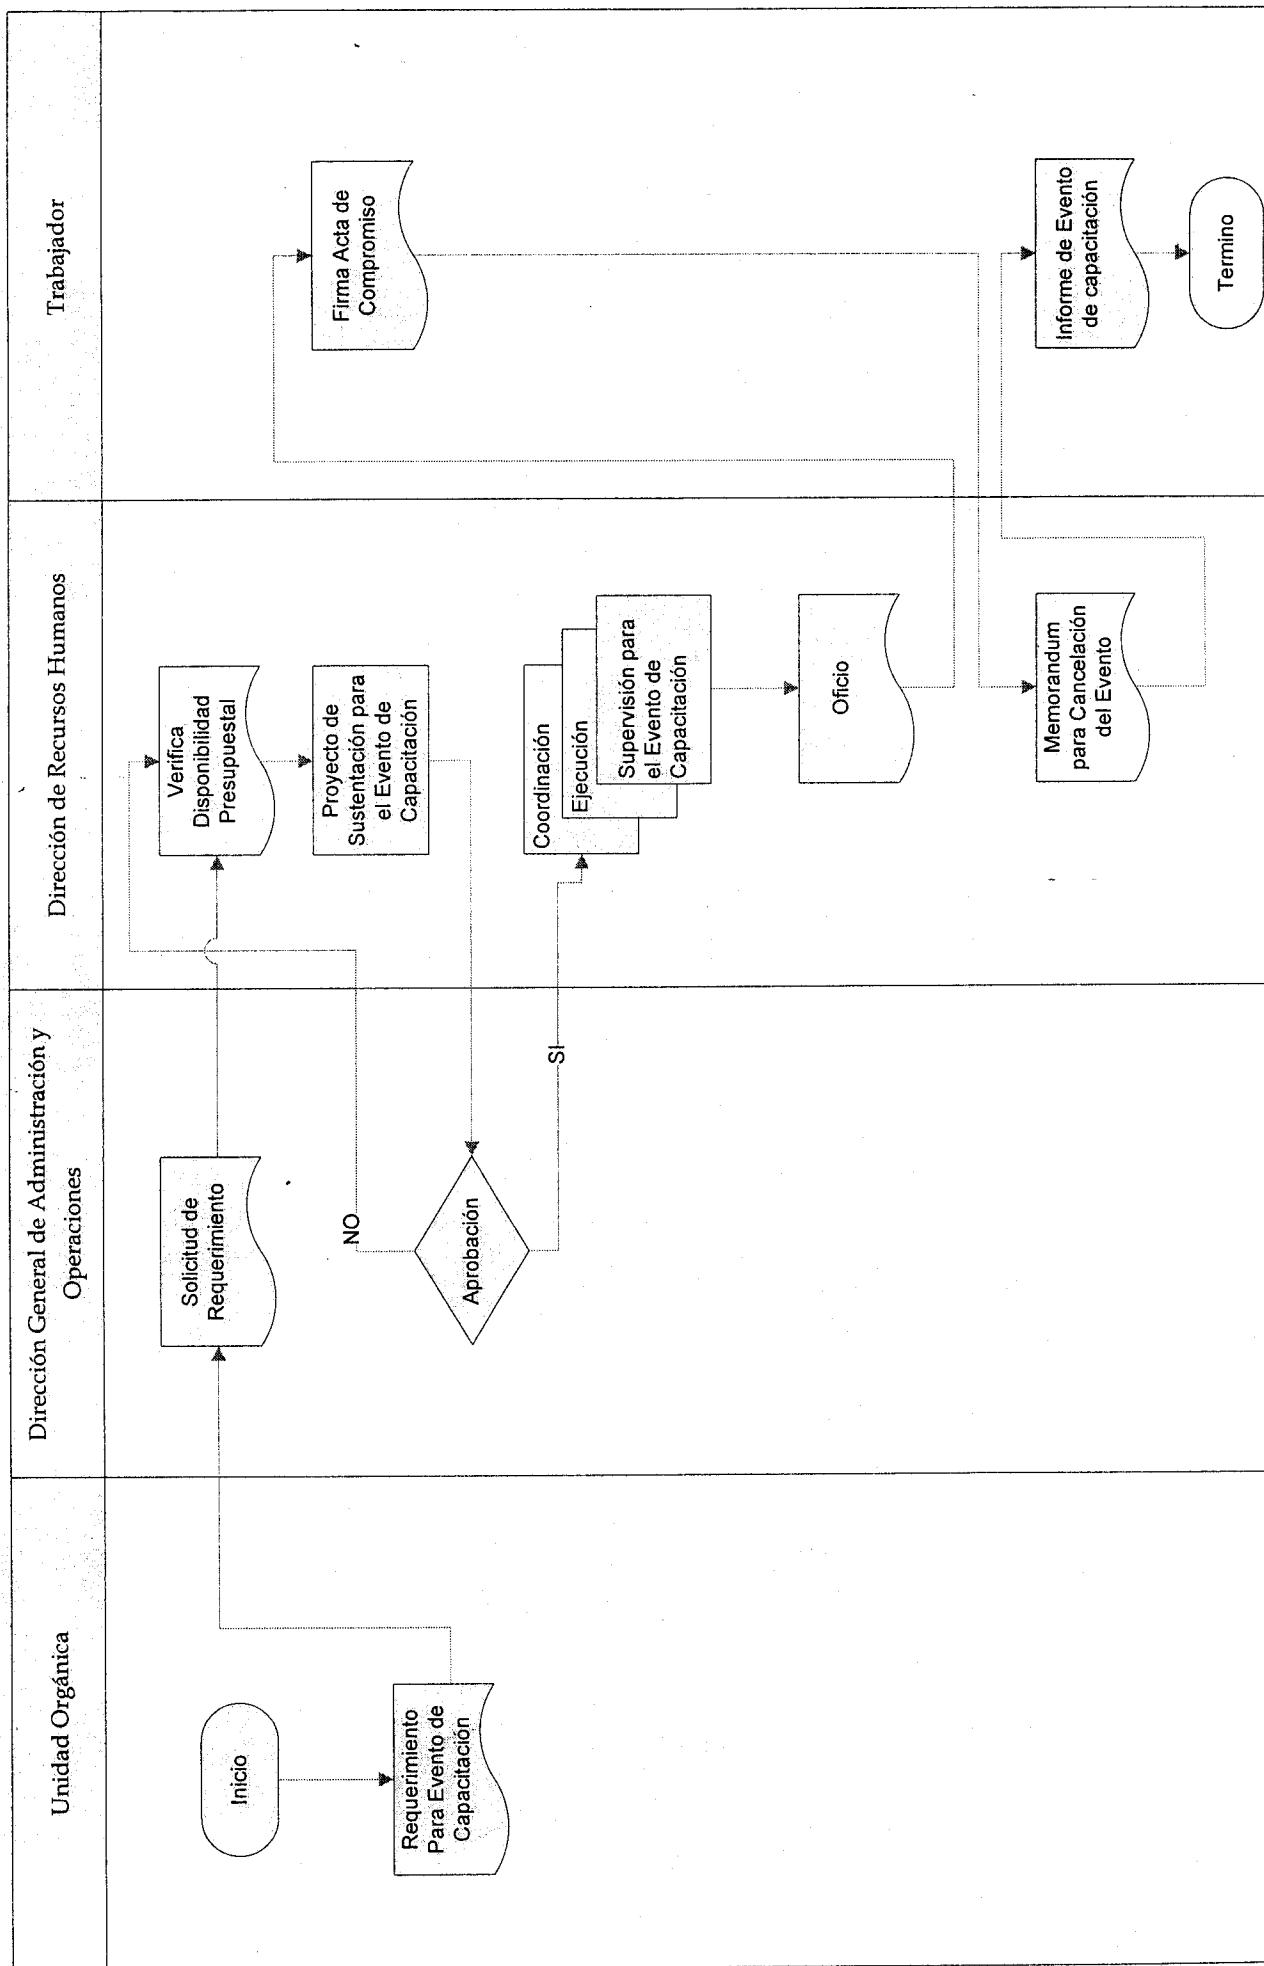 Unidad Orgánica
Dirección General de Administración y
Operaciones
Dirección de Recursos Humanos
Trabajador
Inicio
Requerimiento
Para Evento de
Capacitación
Solicitud de
Requerimiento
NO
Aprobación
SI
Verifica
Disponibilidad
Presupuestal
Proyecto de
Sustentación para
el Evento de
Capacitación
Coordinación
Ejecución
Supervisión para
el Evento de
Capacitación
Oficio
Memorandum
para Cancelación
del Evento
Firma Acta de
Compromiso
Informe de Evento
de capacitación
Termino